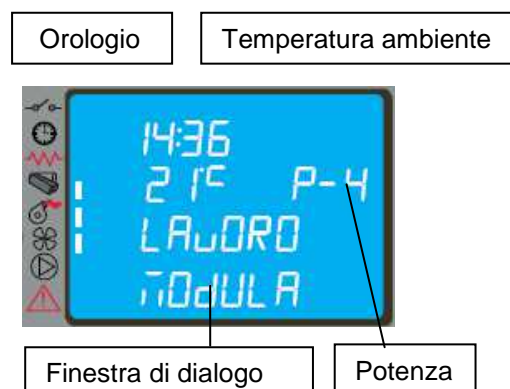 Orologio
Temperatura ambiente
14:36
21°C P-4
LAVORO
MODULA
Finestra di dialogo
Potenza